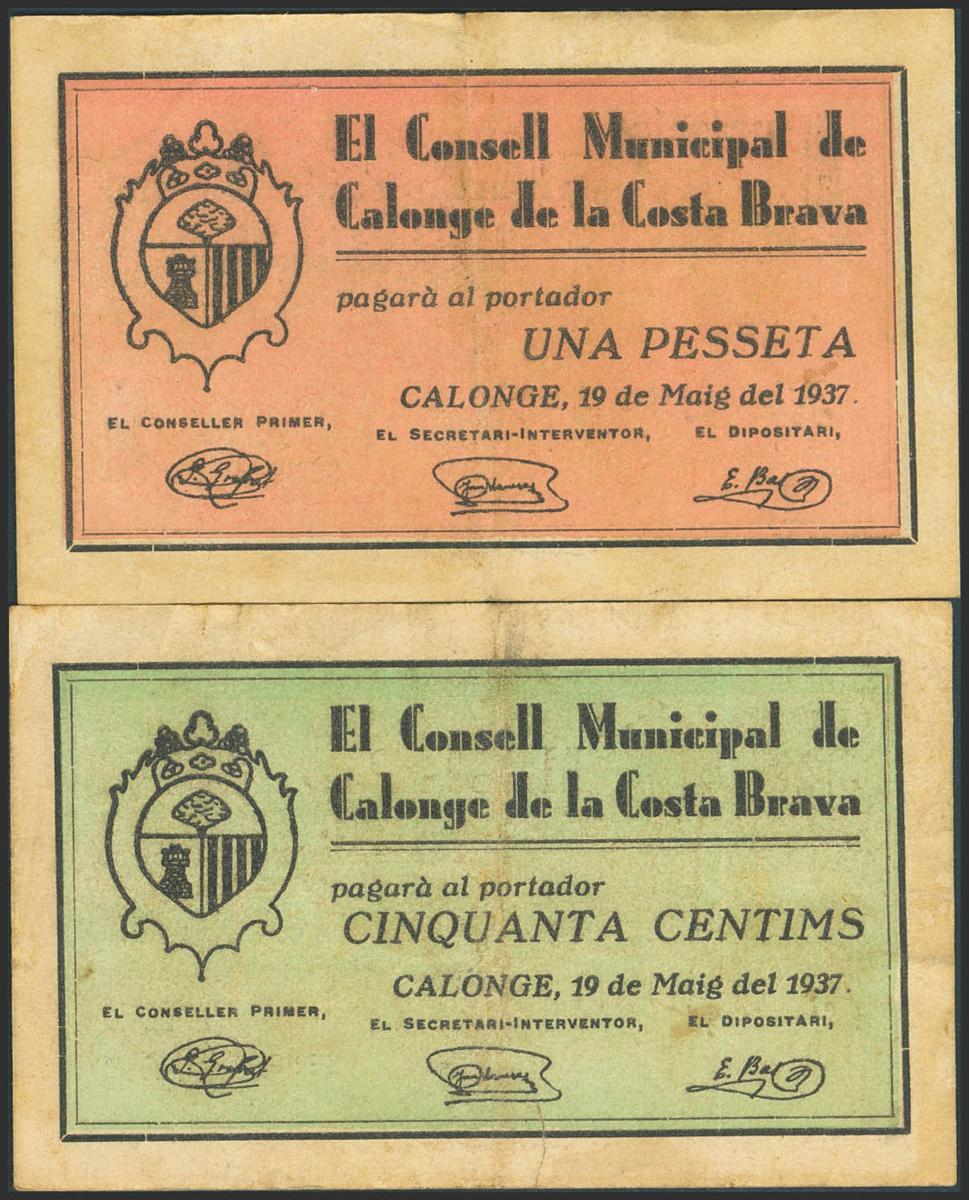 El Consell Municipal de
Calonge de la Costa Brava
pagarà al portador
UNA PESSETA
CALONGE, 19 de Maig del 1937.
EL CONSELLER PRIMER,
EL SECRETARI-INTERVENTOR, EL DIPOSITARI,
E. Ba
El Consell Municipal de
Calonge de la Costa Brava
pagarà al portador
CINQUANTA CENTIMS
CALONGE, 19 de Maig del 1937.
EL CONSELLER PRIMER,
EL SECRETARI-INTERVENTOR, EL DIPOSITARI,
E. Ba